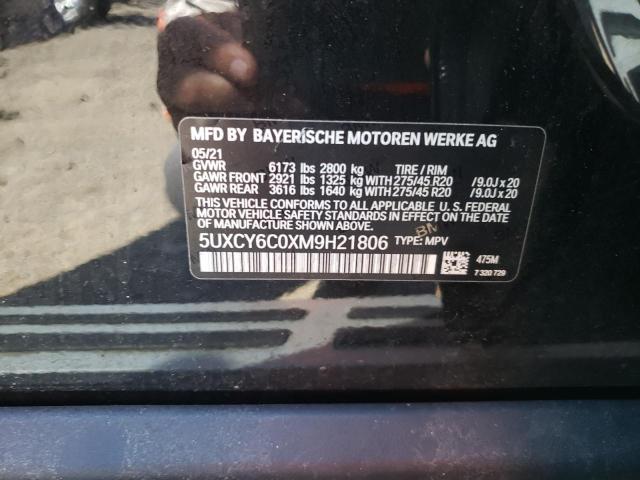 MFD BY BAYERISCHE MOTOREN WERKE AG
05/21
GVWR 6173 lbs 2800 kg TIRE / RIM
GAWR FRONT 2921 lbs 1325 kg WITH 275/45 R20 /9.0J x 20
GAWR REAR 3616 lbs 1640 kg WITH 275/45 R20 /9.0J x 20
THIS VEHICLE CONFORMS TO ALL APPLICABLE U. S. FEDERAL
MOTOR VEHICLE SAFETY STANDARDS IN EFFECT ON THE
DATE OF MANUFACTURE SHOWN ABOVE.
5UXCY6C0XM9H21806 TYPE: MPV
BN
475M
7 320 729